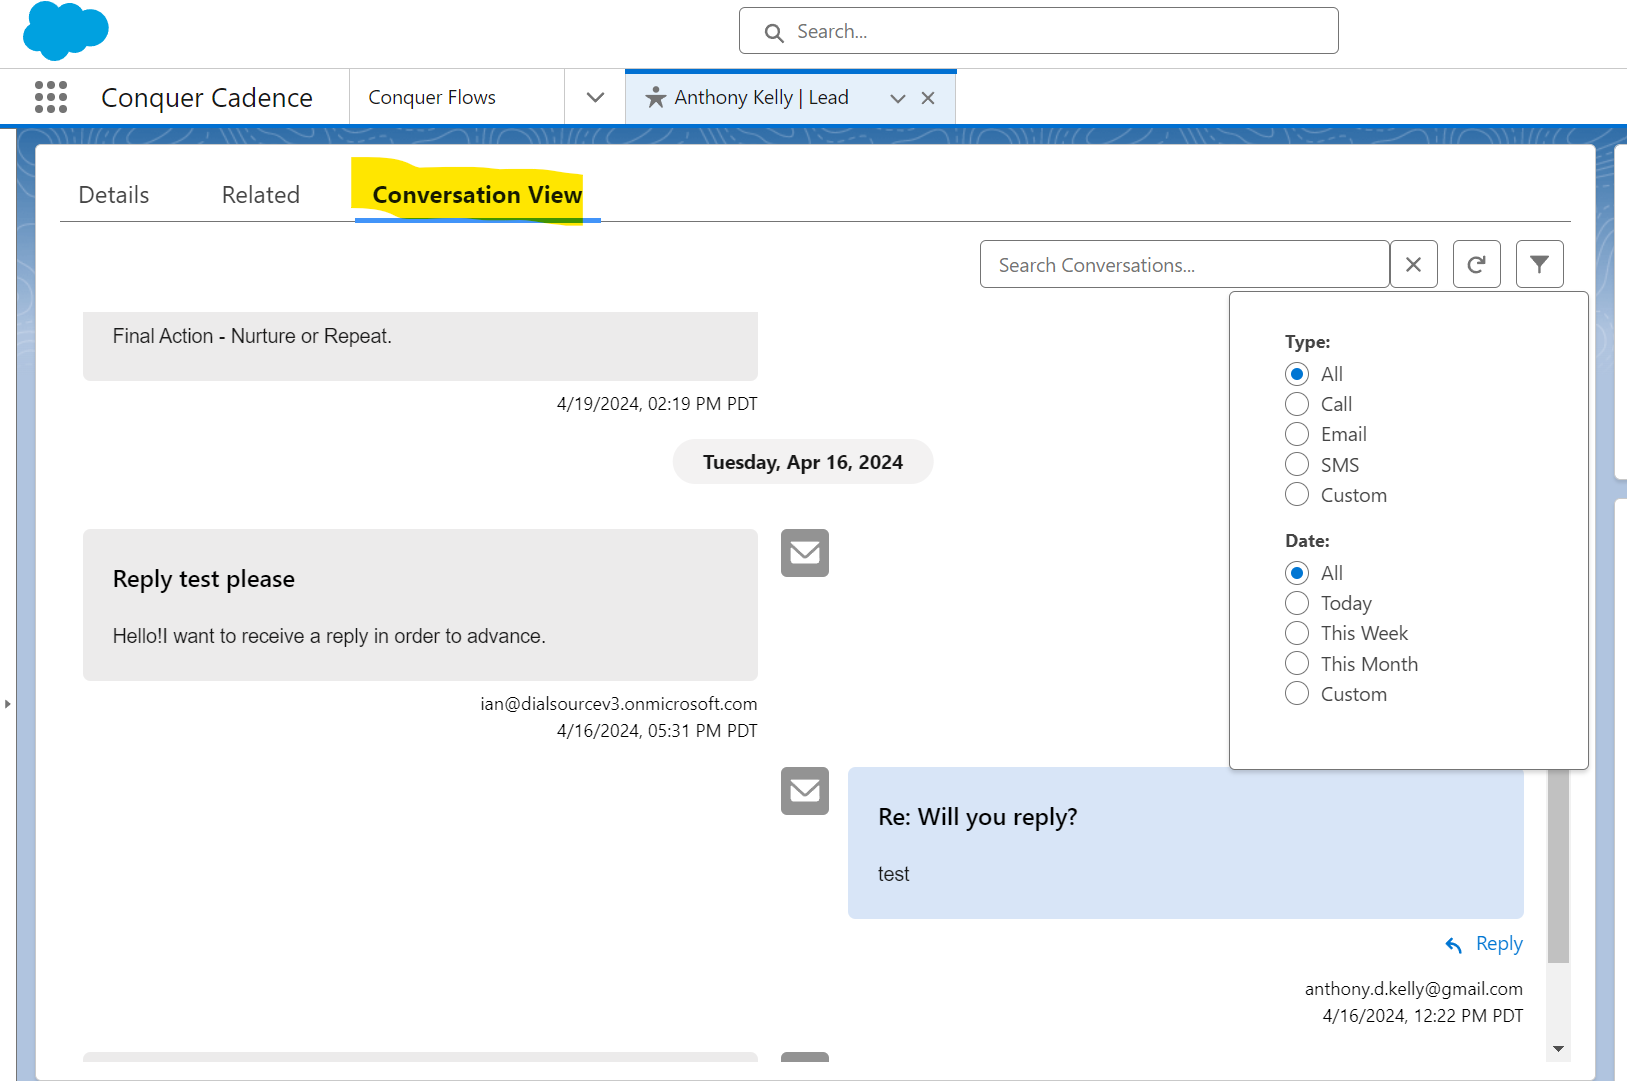 Search...
Conquer Cadence
Conquer Flows
Anthony Kelly | Lead
Details
Related
Conversation View
Search Conversations...
Final Action - Nurture or Repeat.
4/19/2024, 02:19 PM PDT
Type:
All
Call
Email
SMS
Custom
Date:
All
Today
This Week
This Month
Custom
Tuesday, Apr 16, 2024
Reply test please
Hello!I want to receive a reply in order to advance.
ian@dialsourcev3.onmicrosoft.com
4/16/2024, 05:31 PM PDT
Re: Will you reply?
test
Reply
anthony.d.kelly@gmail.com
4/16/2024, 12:22 PM PDT